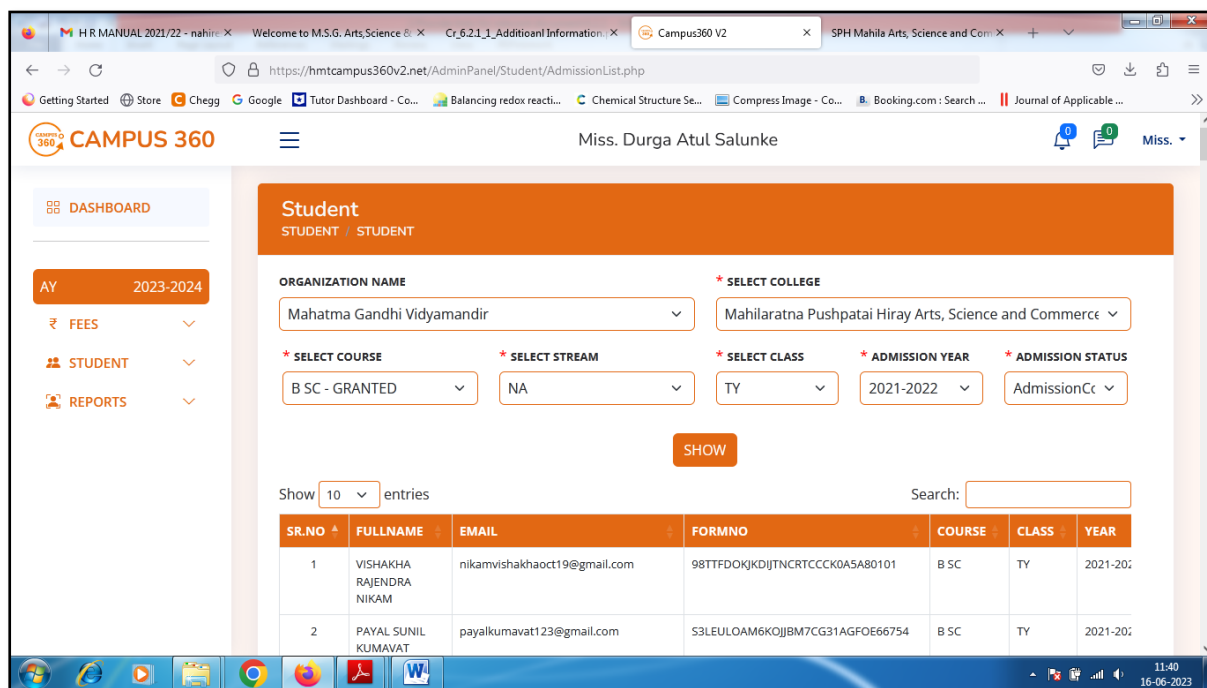 H R MANUAL 2021/22 - nahire × Welcome to M.S.G. Arts,Science & × Cr_6.2.1_1_Additioanl Information. × Campus360 V2 × SPH Mahila Arts, Science and Com ×
https://hmtcampus360v2.net/AdminPanel/Student/AdmissionList.php
Getting Started Store Chegg Google Tutor Dashboard - Co... Balancing redox reacti... Chemical Structure Se... Compress Image - Co... Booking.com : Search ... Journal of Applicable ...
CAMPUS 360 CAMPUS 360 Miss. Durga Atul Salunke 0 0 Miss.
DASHBOARD
AY 2023-2024
₹ FEES
STUDENT
REPORTS
Student
STUDENT / STUDENT
ORGANIZATION NAME * SELECT COLLEGE
Mahatma Gandhi Vidyamandir Mahilaratna Pushpatai Hiray Arts, Science and Commerce
* SELECT COURSE * SELECT STREAM * SELECT CLASS * ADMISSION YEAR * ADMISSION STATUS
B SC - GRANTED NA TY 2021-2022 AdmissionCc
SHOW
Show 10 entries Search:
SR.NO FULLNAME EMAIL FORMNO COURSE CLASS YEAR
1 VISHAKHA nikamvishakhaoct19@gmail.com 98TTFDOKJKDIJTNCRTCCCK0A5A80101 B SC TY 2021-202
RAJENDRA
NIKAM
2 PAYAL SUNIL payalkumavat123@gmail.com S3LEULOAM6KOJJBM7CG31AGFOE66754 B SC TY 2021-202
KUMAVAT
11:40
16-06-2023